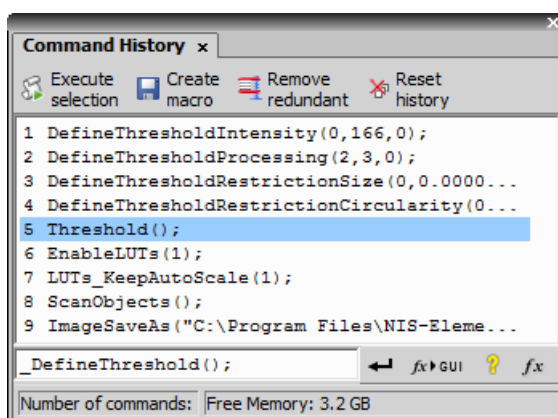 Command History x
Execute selection Create macro Remove redundant Reset history
1 DefineThresholdIntensity(0,166,0);
2 DefineThresholdProcessing(2,3,0);
3 DefineThresholdRestrictionSize(0,0.0000...
4 DefineThresholdRestrictionCircularity(0...
5 Threshold();
6 EnableLUTs(1);
7 LUTs_KeepAutoScale(1);
8 ScanObjects();
9 ImageSaveAs("C:\Program Files\NIS-Eleme...
_DefineThreshold(); fx GUI ? fx
Number of commands: Free Memory: 3.2 GB